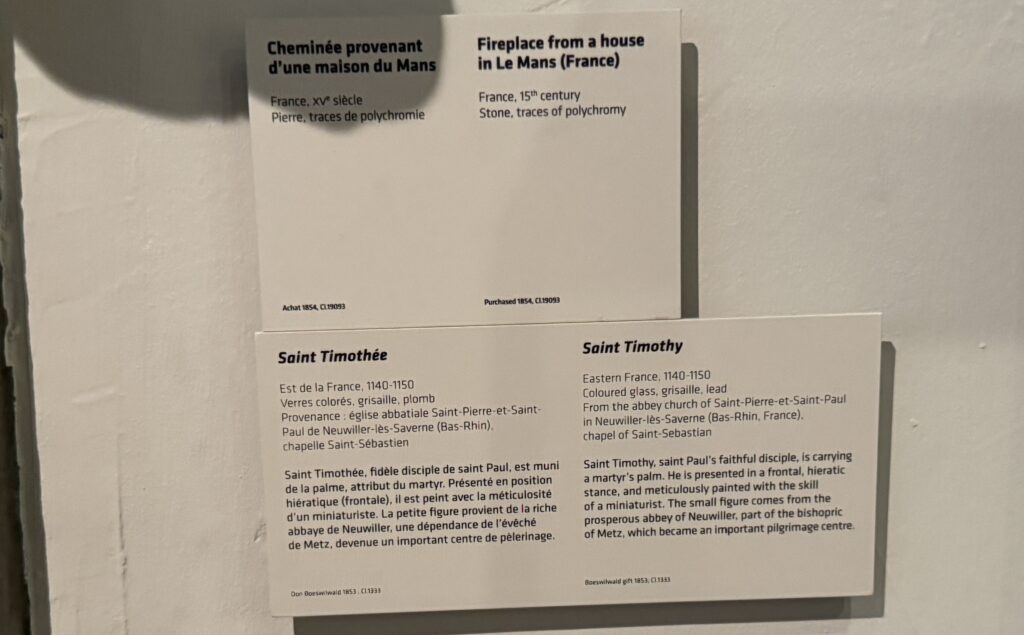 Cheminée provenant
d'une maison du Mans
France, XVe siècle
Pierre, traces de polychromie
Achat 1854, Cl.19093
Fireplace from a house
in Le Mans (France)
France, 15th century
Stone, traces of polychromy
Purchased 1854, Cl.19093
Saint Timothée
Est de la France, 1140-1150
Verres colorés, grisaille, plomb
Provenance : église abbatiale Saint-Pierre-et-Saint-
Paul de Neuwiller-lès-Saverne (Bas-Rhin),
chapelle Saint-Sébastien
Saint Timothée, fidèle disciple de saint Paul, est muni
de la palme, attribut du martyr. Présenté en position
hiératique (frontale), il est peint avec la méticulosité
d'un miniaturiste. La petite figure provient de la riche
abbaye de Neuwiller, une dépendance de l'évêché
de Metz, devenue un important centre de pèlerinage.
Don Boeswilwald 1853 . Cl.1333
Saint Timothy
Eastern France, 1140-1150
Coloured glass, grisaille, lead
From the abbey church of Saint-Pierre-et-Saint-Paul
in Neuwiller-lès-Saverne (Bas-Rhin, France),
chapel of Saint-Sebastian
Saint Timothy, saint Paul's faithful disciple, is carrying
a martyr's palm. He is presented in a frontal, hieratic
stance, and meticulously painted with the skill
of a miniaturist. The small figure comes from the
prosperous abbey of Neuwiller, part of the bishopric
of Metz, which became an important pilgrimage centre.
Boeswilwald gift 1853, Cl.1333